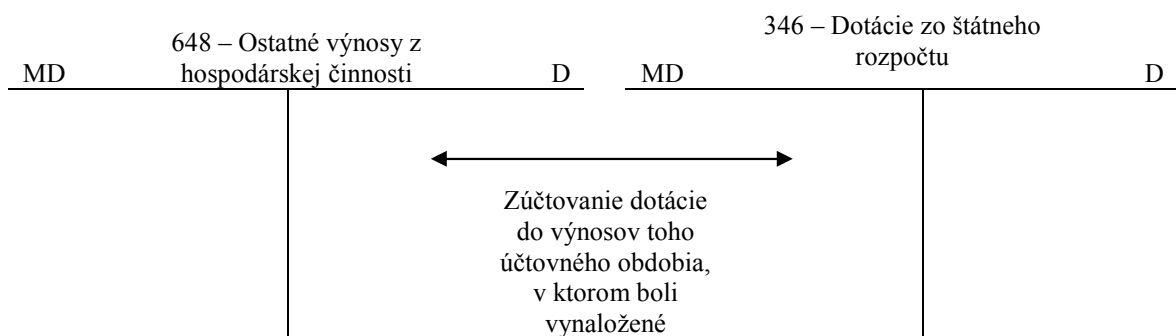 648 – Ostatné výnosy z
hospodárskej činnosti
MD
D
346 – Dotácie zo štátneho
rozpočtu
MD
D
Zúčtovanie dotácie
do výnosov toho
účtovného obdobia,
v ktorom boli
vynaložené